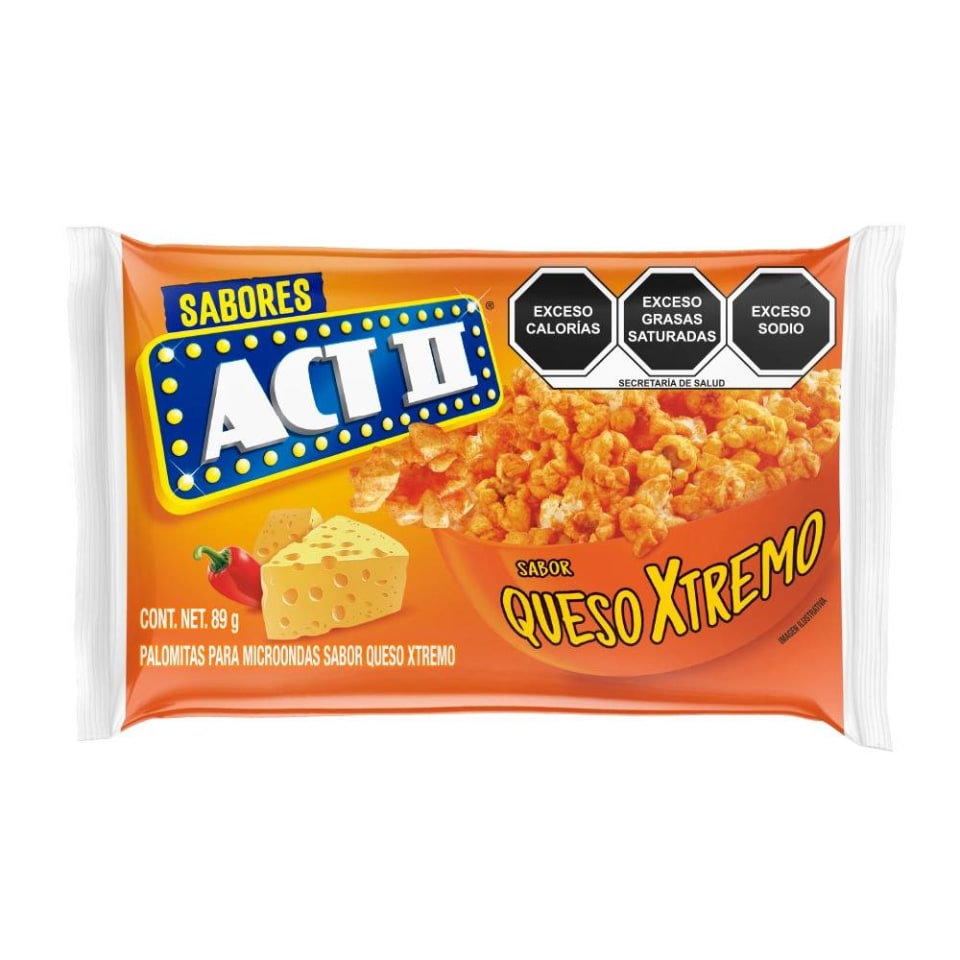 SABORES
ACT II
®
EXCESO
CALORÍAS
EXCESO
GRASAS
SATURADAS
EXCESO
SODIO
SECRETARÍA DE SALUD
SABOR
QUESO XTREMO
IMAGEN ILUSTRATIVA
CONT. NET. 89 g
PALOMITAS PARA MICROONDAS SABOR QUESO XTREMO